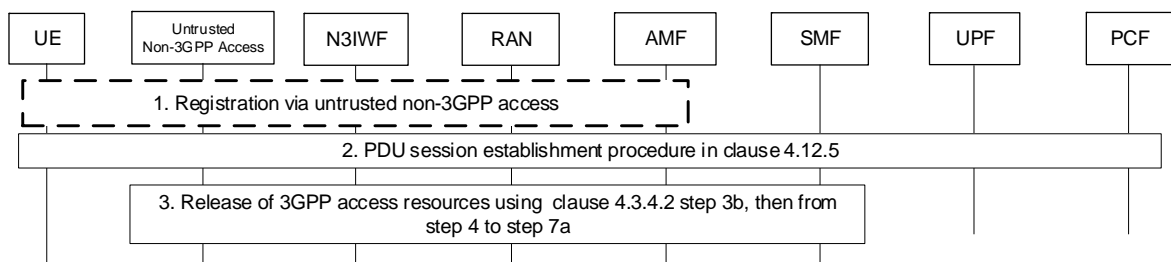 UE
Untrusted
Non-3GPP Access
N3IWF
RAN
AMF
SMF
UPF
PCF
1. Registration via untrusted non-3GPP access
2. PDU session establishment procedure in clause 4.12.5
3. Release of 3GPP access resources using clause 4.3.4.2 step 3b, then from
step 4 to step 7a